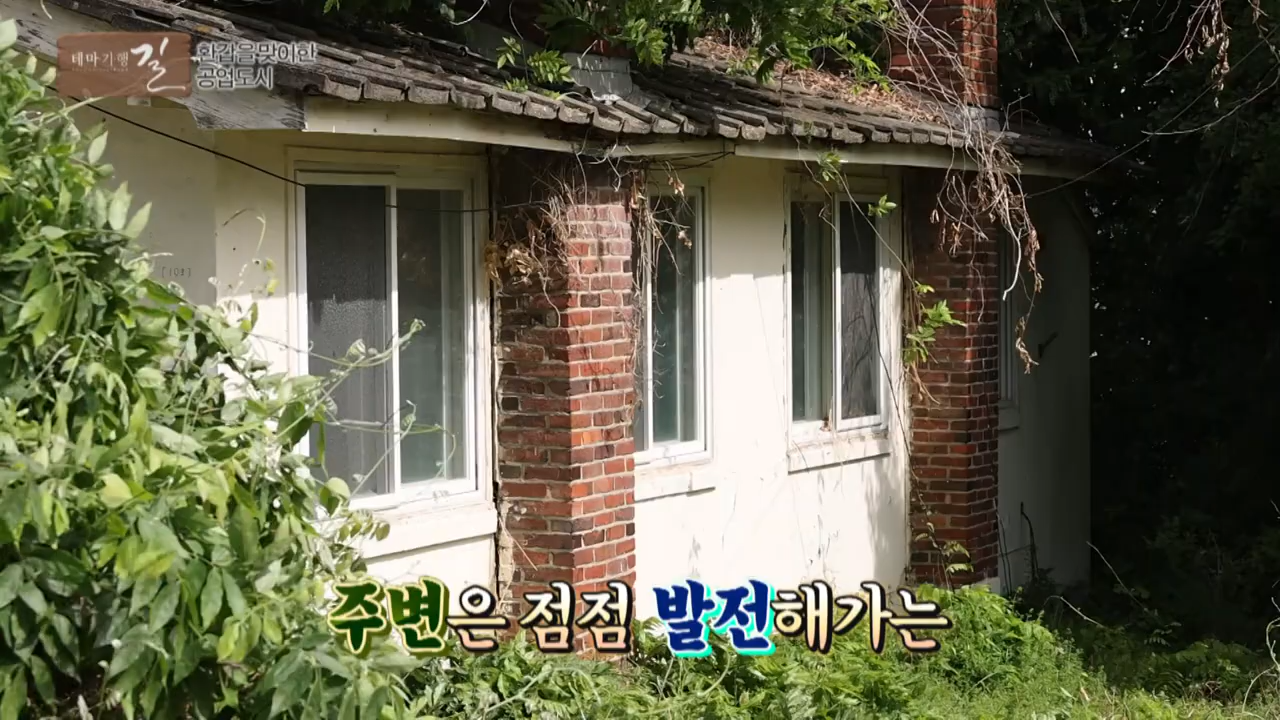 테마기행 길
환갑을 맞이한
공업도시
주변은 점점 발전해가는